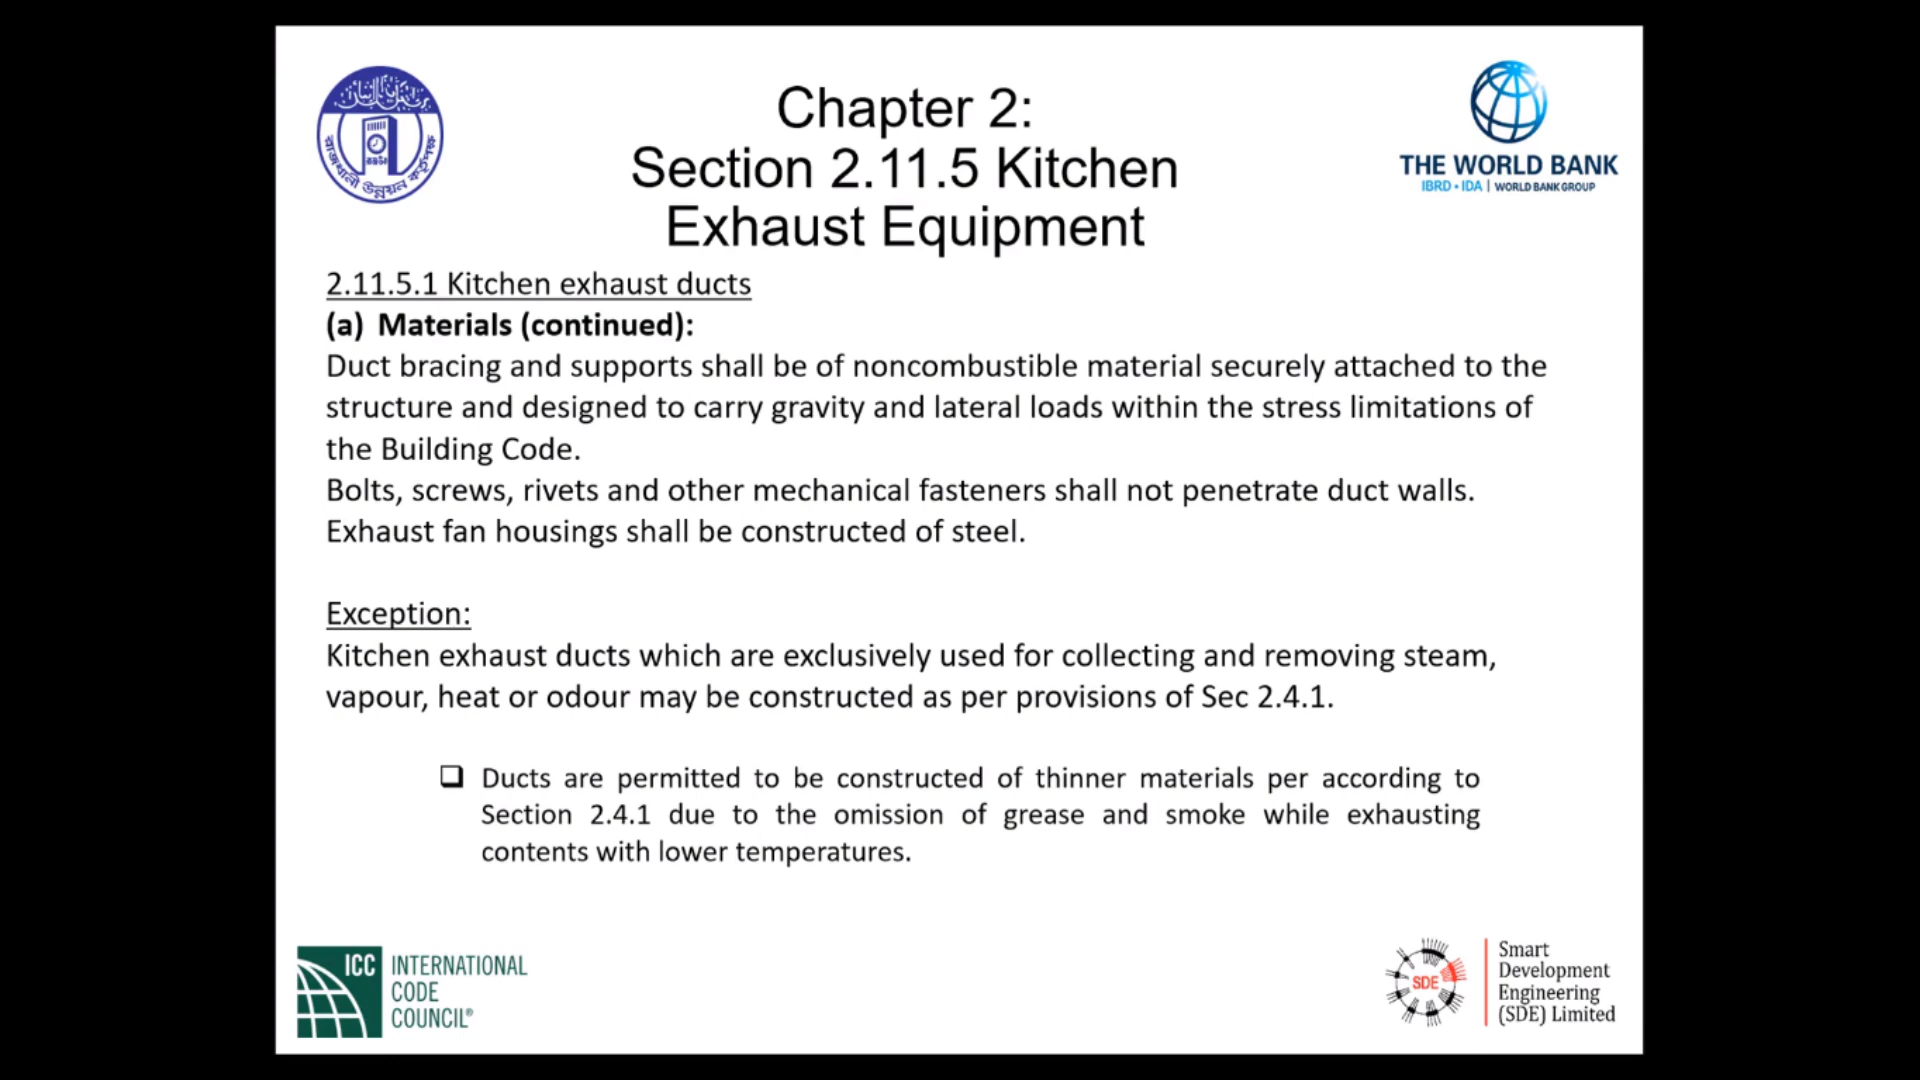 Chapter 2:
Section 2.11.5 Kitchen
Exhaust Equipment
রাজধানী উন্নয়ন কর্তৃপক্ষ
রাজউক
THE WORLD BANK
IBRD • IDA | WORLD BANK GROUP
2.11.5.1 Kitchen exhaust ducts
(a) Materials (continued):
Duct bracing and supports shall be of noncombustible material securely attached to the
structure and designed to carry gravity and lateral loads within the stress limitations of
the Building Code.
Bolts, screws, rivets and other mechanical fasteners shall not penetrate duct walls.
Exhaust fan housings shall be constructed of steel.
Exception:
Kitchen exhaust ducts which are exclusively used for collecting and removing steam,
vapour, heat or odour may be constructed as per provisions of Sec 2.4.1.
❑ Ducts are permitted to be constructed of thinner materials per according to
Section 2.4.1 due to the omission of grease and smoke while exhausting
contents with lower temperatures.
ICC INTERNATIONAL
CODE
COUNCIL®
SDE
Smart
Development
Engineering
(SDE) Limited